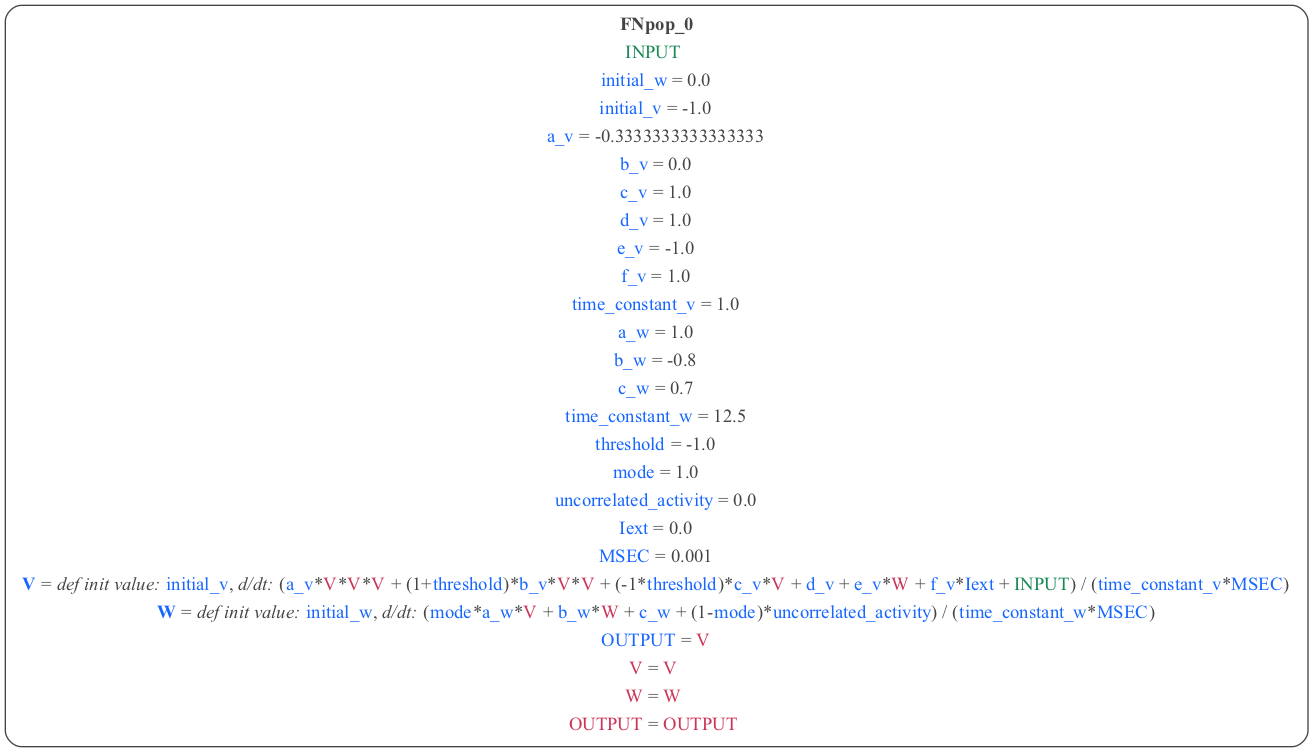 FNpop_0
INPUT
initial_w = 0.0
initial_v = -1.0
a_v = -0.3333333333333333
b_v = 0.0
c_v = 1.0
d_v = 1.0
e_v = -1.0
f_v = 1.0
time_constant_v = 1.0
a_w = 1.0
b_w = -0.8
c_w = 0.7
time_constant_w = 12.5
threshold = -1.0
mode = 1.0
uncorrelated_activity = 0.0
Iext = 0.0
MSEC = 0.001
V = def init value: initial_v, d/dt: (a_v*V*V*V + (1+threshold)*b_v*V*V + (-1*threshold)*c_v*V + d_v + e_v*W + f_v*Iext + INPUT) / (time_constant_v*MSEC)
W = def init value: initial_w, d/dt: (mode*a_w*V + b_w*W + c_w + (1-mode)*uncorrelated_activity) / (time_constant_w*MSEC)
OUTPUT = V
V = V
W = W
OUTPUT = OUTPUT